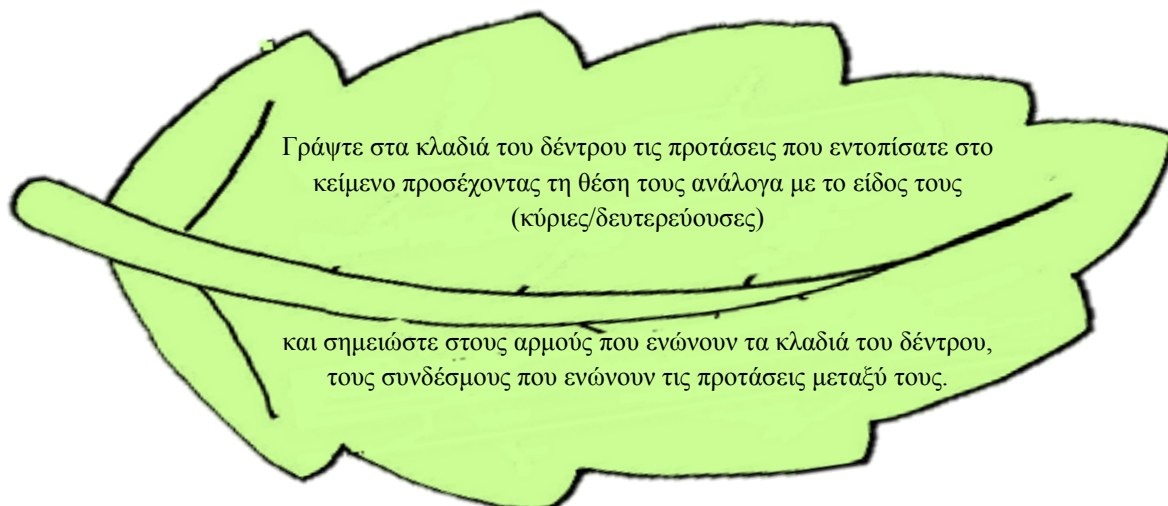 Γράψτε στα κλαδιά του δέντρου τις προτάσεις που εντοπίσατε στο
κείμενο προσέχοντας τη θέση τους ανάλογα με το είδος τους
(κύριες/δευτερεύουσες)
και σημειώστε στους αρμούς που ενώνουν τα κλαδιά του δέντρου,
τους συνδέσμους που ενώνουν τις προτάσεις μεταξύ τους.